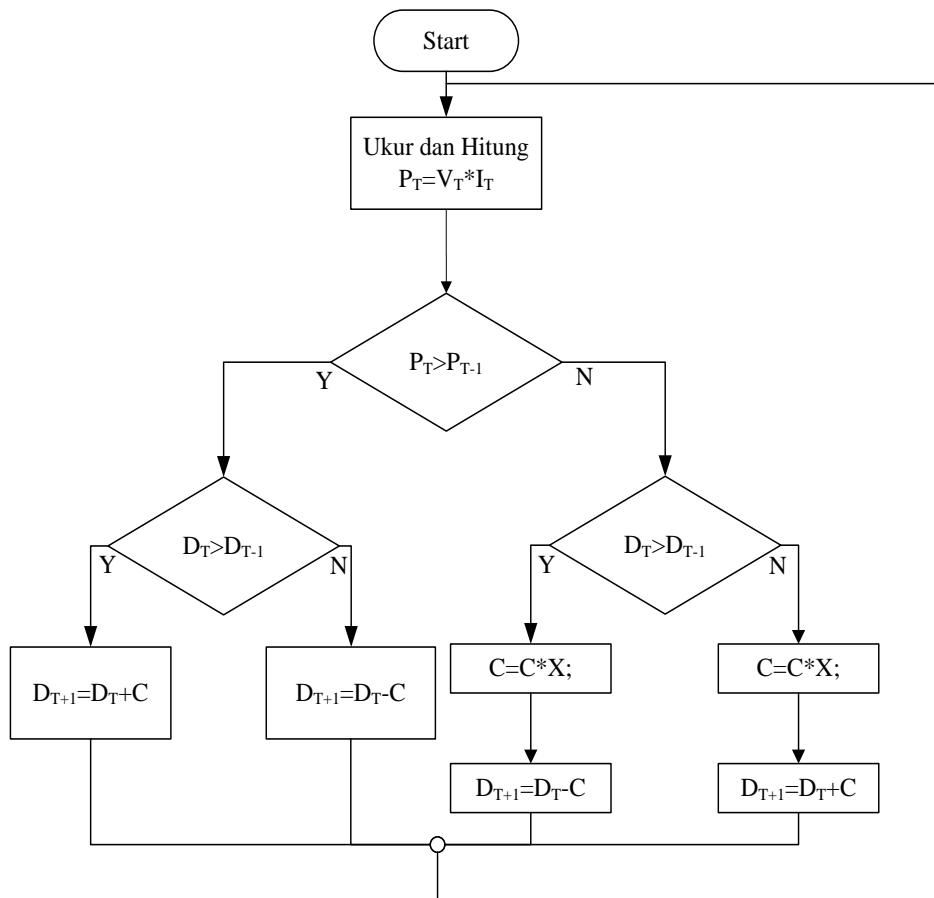 Start
Ukur dan Hitung
P_T=V_T*I_T
P_T>P_T-1
Y
N
D_T>D_T-1
Y
N
D_T>D_T-1
Y
N
D_T+1=D_T+C
D_T+1=D_T-C
C=C*X;
C=C*X;
D_T+1=D_T-C
D_T+1=D_T+C